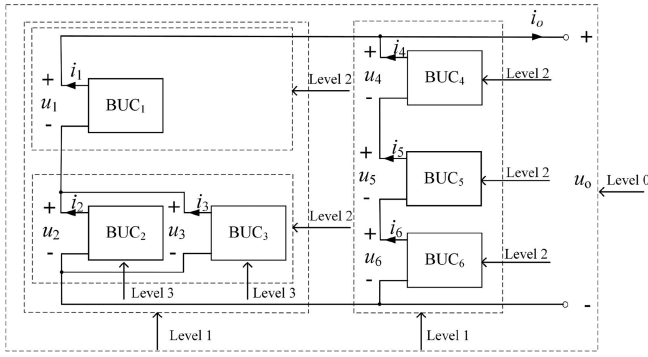 i_o
+
+ i_1
u_1 BUC_1
-
Level 2
+ i_4
u_4 BUC_4
-
Level 2
+ i_5
u_5 BUC_5
-
Level 2
u_o
Level 0
+ i_2
u_2 BUC_2
-
+ i_3
u_3 BUC_3
-
Level 2
+ i_6
u_6 BUC_6
-
Level 2
Level 3
Level 3
-
Level 1
Level 1